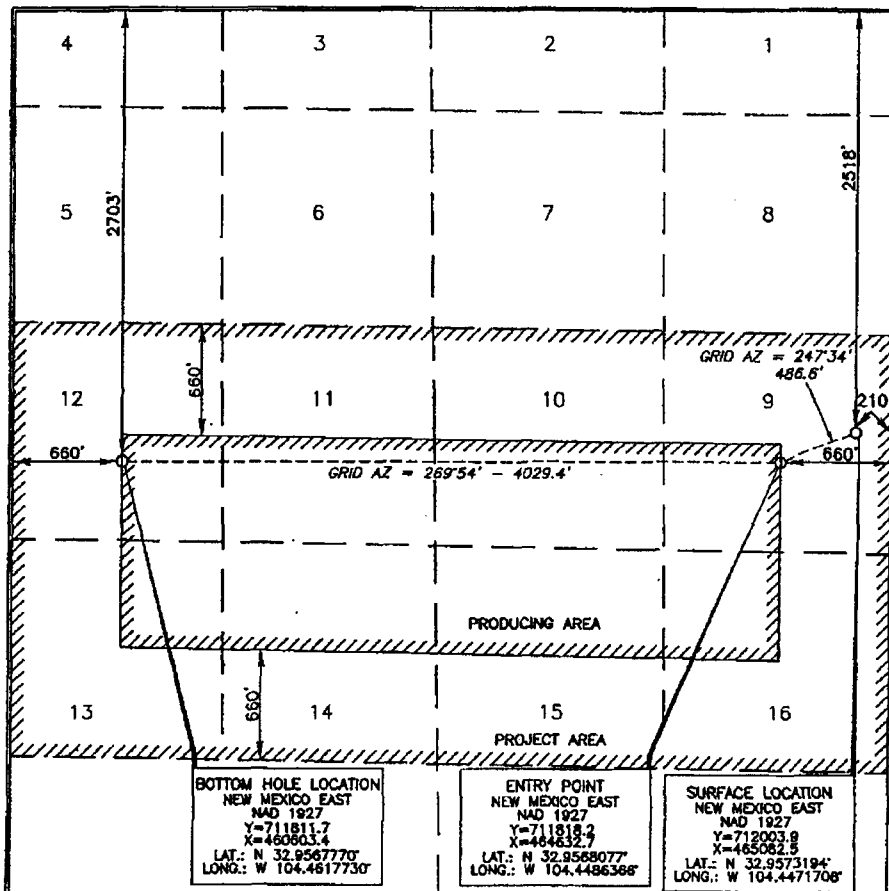 4
3
2
1
2703'
2518'
5
6
7
8
GRID AZ = 247°34'
486.6'
660'
12
11
10
9
210
660'
GRID AZ = 269°54' - 4029.4'
660'
PRODUCING AREA
660'
13
14
15
16
PROJECT AREA
BOTTOM HOLE LOCATION
NEW MEXICO EAST
NAD 1927
Y=711811.7
X=460603.4
LAT.: N 32.9567770°
LONG.: W 104.4617730°
ENTRY POINT
NEW MEXICO EAST
NAD 1927
Y=711818.2
X=464632.7
LAT.: N 32.9568077°
LONG.: W 104.4486366°
SURFACE LOCATION
NEW MEXICO EAST
NAD 1927
Y=712003.9
X=465082.5
LAT.: N 32.9573194°
LONG.: W 104.4471706°